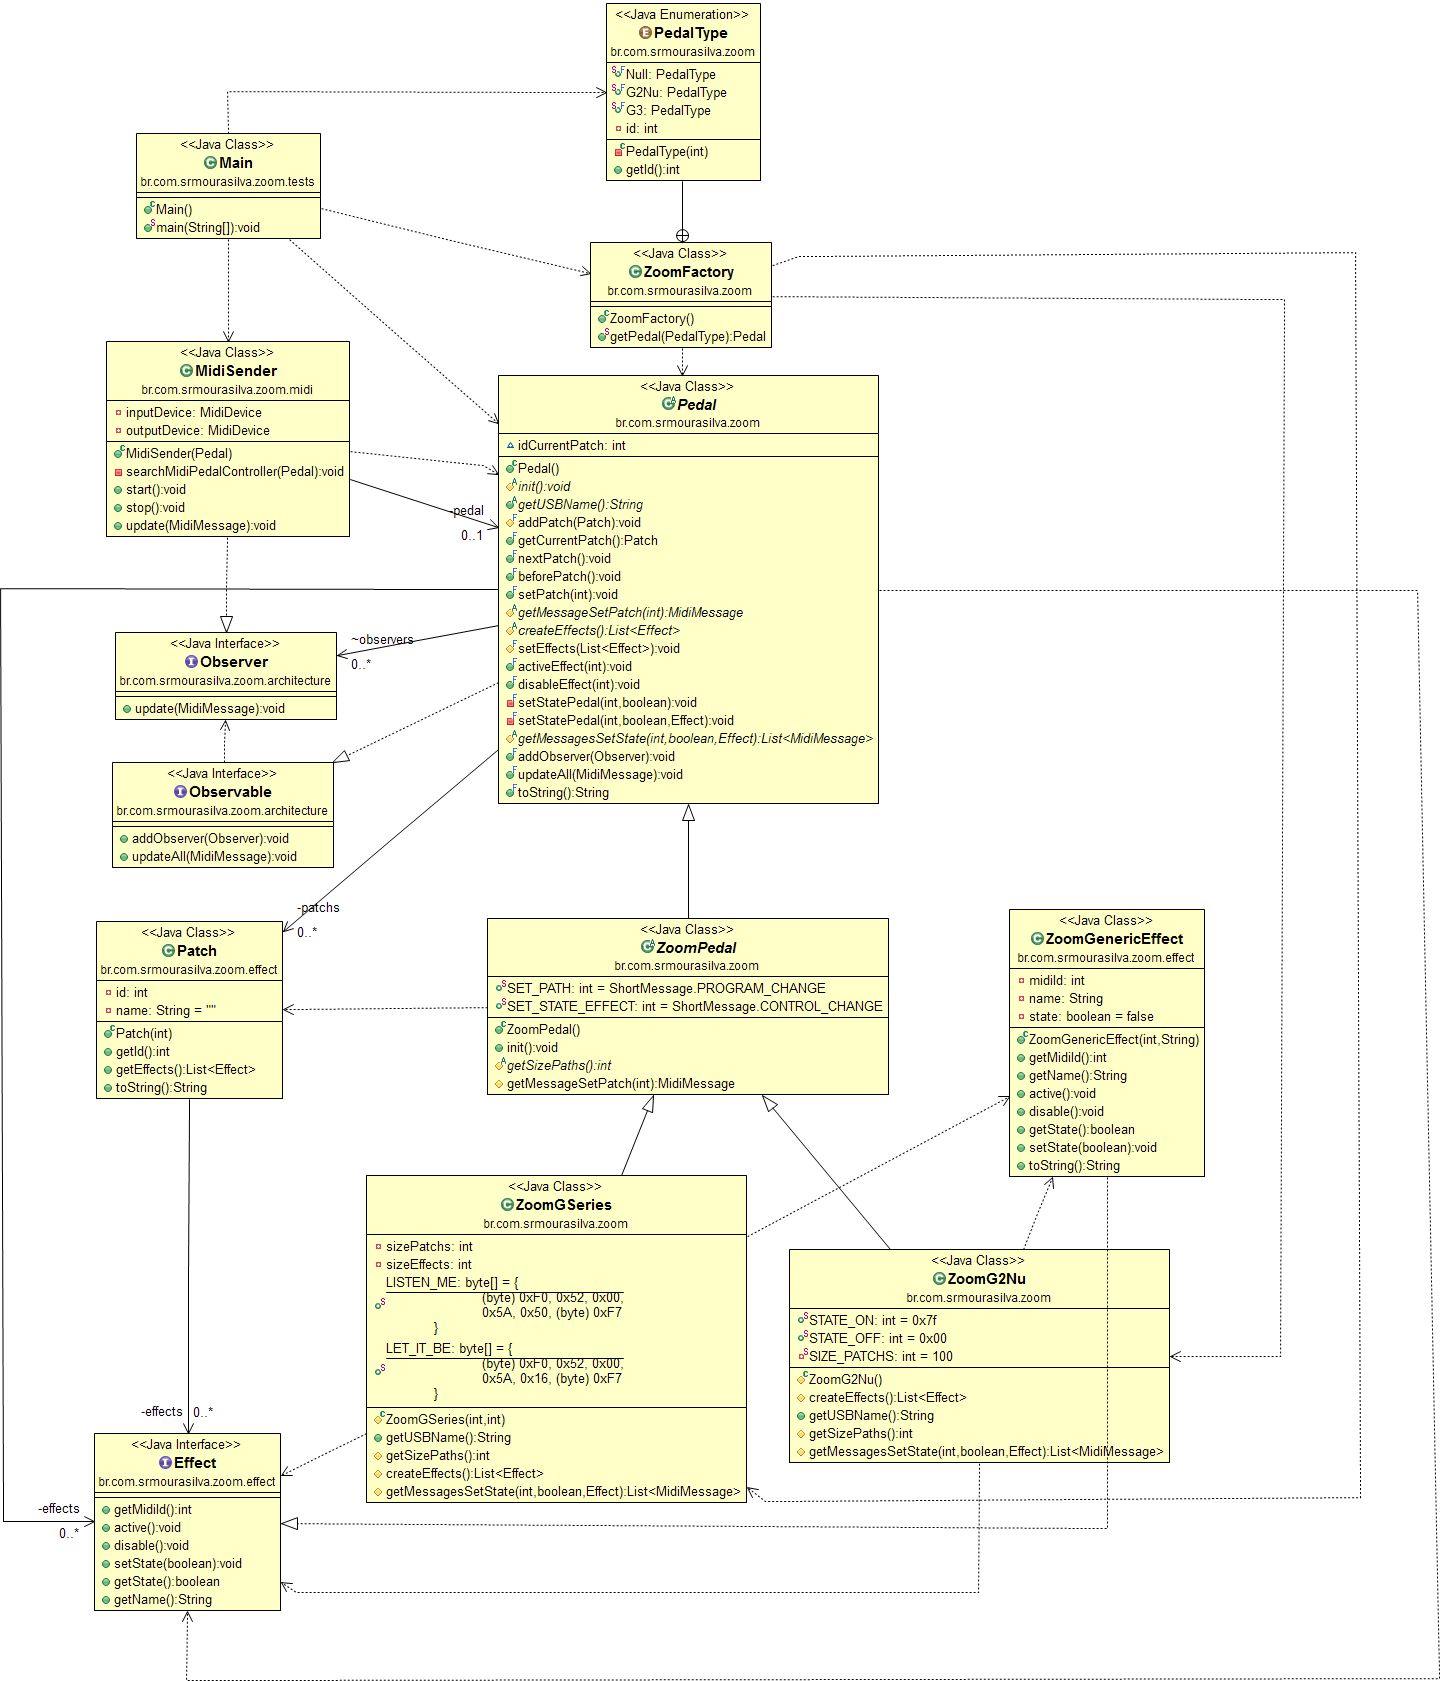 <<Java Enumeration>>
PedalType
br.com.srmourasilva.zoom
Null: PedalType
G2Nu: PedalType
G3: PedalType
id: int
PedalType(int)
getId():int
<<Java Class>>
Main
br.com.srmourasilva.zoom.tests
Main()
main(String[]):void
<<Java Class>>
ZoomFactory
br.com.srmourasilva.zoom
ZoomFactory()
getPedal(PedalType):Pedal
<<Java Class>>
MidiSender
br.com.srmourasilva.zoom.midi
inputDevice: MidiDevice
outputDevice: MidiDevice
MidiSender(Pedal)
searchMidiPedalController(Pedal):void
start():void
stop():void
update(MidiMessage):void
<<Java Class>>
Pedal
br.com.srmourasilva.zoom
idCurrentPatch: int
Pedal()
init():void
getUSBName():String
addPatch(Patch):void
getCurrentPatch():Patch
nextPatch():void
beforePatch():void
setPatch(int):void
getMessageSetPatch(int):MidiMessage
createEffects():List<Effect>
setEffects(List<Effect>):void
activeEffect(int):void
disableEffect(int):void
setStatePedal(int,boolean):void
setStatePedal(int,boolean,Effect):void
getMessagesSetState(int,boolean,Effect):List<MidiMessage>
addObserver(Observer):void
updateAll(MidiMessage):void
toString():String
-pedal
0..1
~observers
0..*
<<Java Interface>>
Observer
br.com.srmourasilva.zoom.architecture
update(MidiMessage):void
<<Java Interface>>
Observable
br.com.srmourasilva.zoom.architecture
addObserver(Observer):void
updateAll(MidiMessage):void
-patchs
0..*
<<Java Class>>
Patch
br.com.srmourasilva.zoom.effect
id: int
name: String = ""
Patch(int)
getId():int
getEffects():List<Effect>
toString():String
<<Java Class>>
ZoomPedal
br.com.srmourasilva.zoom
SET_PATH: int = ShortMessage.PROGRAM_CHANGE
SET_STATE_EFFECT: int = ShortMessage.CONTROL_CHANGE
ZoomPedal()
init():void
getSizePaths():int
getMessageSetPatch(int):MidiMessage
<<Java Class>>
ZoomGenericEffect
br.com.srmourasilva.zoom.effect
midiId: int
name: String
state: boolean = false
ZoomGenericEffect(int,String)
getMidiId():int
getName():String
active():void
disable():void
getState():boolean
setState(boolean):void
toString():String
<<Java Class>>
ZoomGSeries
br.com.srmourasilva.zoom
sizePatchs: int
sizeEffects: int
LISTEN_ME: byte[] = {
(byte) 0xF0, 0x52, 0x00,
0x5A, 0x50, (byte) 0xF7
}
LET_IT_BE: byte[] = {
(byte) 0xF0, 0x52, 0x00,
0x5A, 0x16, (byte) 0xF7
}
ZoomGSeries(int,int)
getUSBName():String
getSizePaths():int
createEffects():List<Effect>
getMessagesSetState(int,boolean,Effect):List<MidiMessage>
<<Java Class>>
ZoomG2Nu
br.com.srmourasilva.zoom
STATE_ON: int = 0x7f
STATE_OFF: int = 0x00
SIZE_PATCHS: int = 100
ZoomG2Nu()
createEffects():List<Effect>
getUSBName():String
getSizePaths():int
getMessagesSetState(int,boolean,Effect):List<MidiMessage>
-effects 0..*
<<Java Interface>>
Effect
br.com.srmourasilva.zoom.effect
getMidiId():int
active():void
disable():void
setState(boolean):void
getState():boolean
getName():String
-effects
0..*